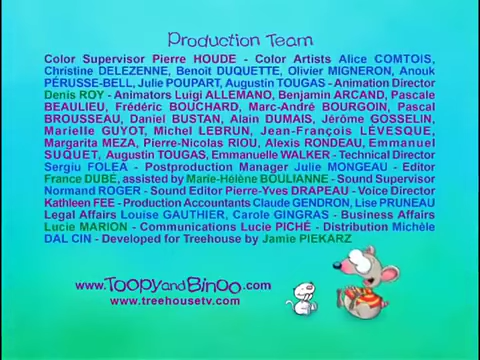 Production Team
Color Supervisor Pierre HOUDE - Color Artists Alice COMTOIS,
Christine DELEZENNE, Benoît DUQUETTE, Olivier MIGNERON, Anouk
PÉRUSSE-BELL, Julie POUPART, Augustin TOUGAS - Animation Director
Denis ROY - Animators Luigi ALLEMANO, Benjamin ARCAND, Pascale
BEAULIEU, Frédéric BOUCHARD, Marc-André BOURGOIN, Pascal
BROUSSEAU, Daniel BUSTAN, Alain DUMAIS, Jérôme GOSSELIN,
Marielle GUYOT, Michel LEBRUN, Jean-François LÉVESQUE,
Margarita MEZA, Pierre-Nicolas RIOU, Alexis RONDEAU, Emmanuel
SUQUET, Augustin TOUGAS, Emmanuelle WALKER - Technical Director
Sergiu FOLEA - Postproduction Manager Julie MONGEAU - Editor
France DUBÉ, assisted by Marie-Hélène BOULIANNE - Sound Supervisor
Normand ROGER - Sound Editor Pierre-Yves DRAPEAU - Voice Director
Kathleen FEE - Production Accountants Claude GENDRON, Lise PRUNEAU
Legal Affairs Louise GAUTHIER, Carole GINGRAS - Business Affairs
Lucie MARION - Communications Lucie PICHÉ - Distribution Michèle
DAL CIN - Developed for Treehouse by Jamie PIEKARZ
www.TOOPYandBINOO.com
www.treehousetv.com